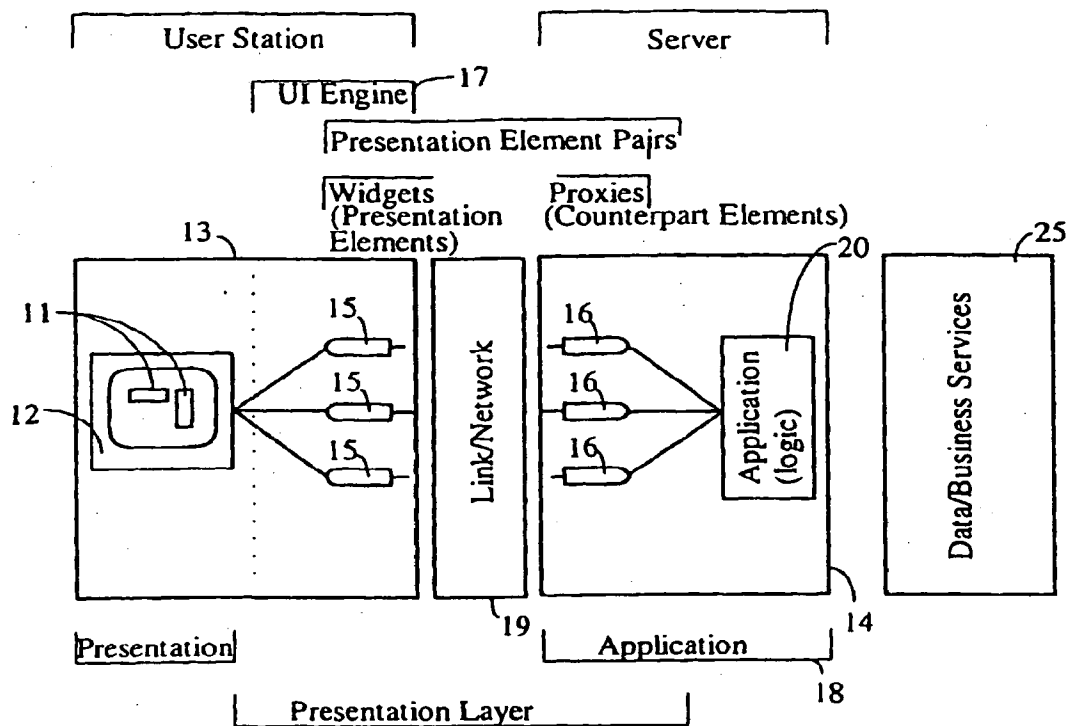 User Station
Server
UI Engine
17
Presentation Element Pairs
Widgets
(Presentation
Elements)
Proxies
(Counterpart Elements)
13
20
25
11
15
16
12
15
16
15
16
Link/Network
Application
(logic)
Data/Business Services
19
14
Presentation
Application
18
Presentation Layer